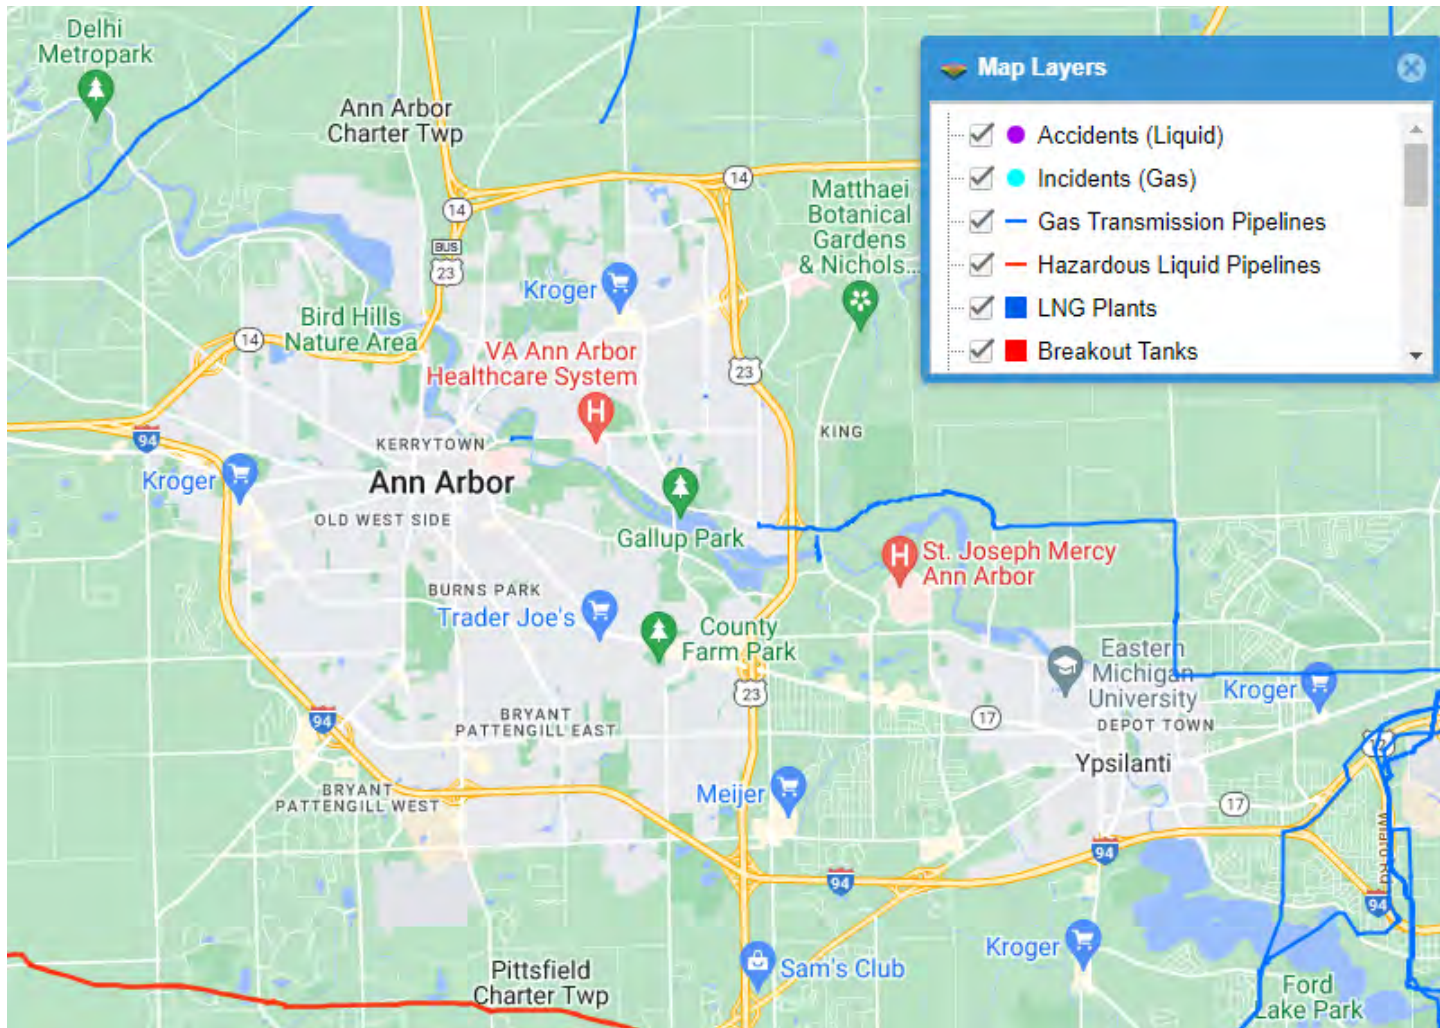 Delhi
Metropark
Ann Arbor
Charter Twp
Map Layers
Accidents (Liquid)
Incidents (Gas)
Gas Transmission Pipelines
Hazardous Liquid Pipelines
LNG Plants
Breakout Tanks
14
14
BUS
23
Matthaei
Botanical
Gardens
& Nichols...
Kroger
Bird Hills
Nature Area
14
VA Ann Arbor
Healthcare System
H
23
94
KERRYTOWN
KING
Kroger
Ann Arbor
OLD WEST SIDE
Gallup Park
H
St. Joseph Mercy
Ann Arbor
BURNS PARK
Trader Joe's
County
Farm Park
Eastern
Michigan
University
Kroger
23
94
BRYANT
PATTENGILL EAST
17
DEPOT TOWN
12
Ypsilanti
BRYANT
PATTENGILL WEST
Meijer
17
Wiard Rd
94
94
94
Kroger
Pittsfield
Charter Twp
Sam's Club
Ford
Lake Park